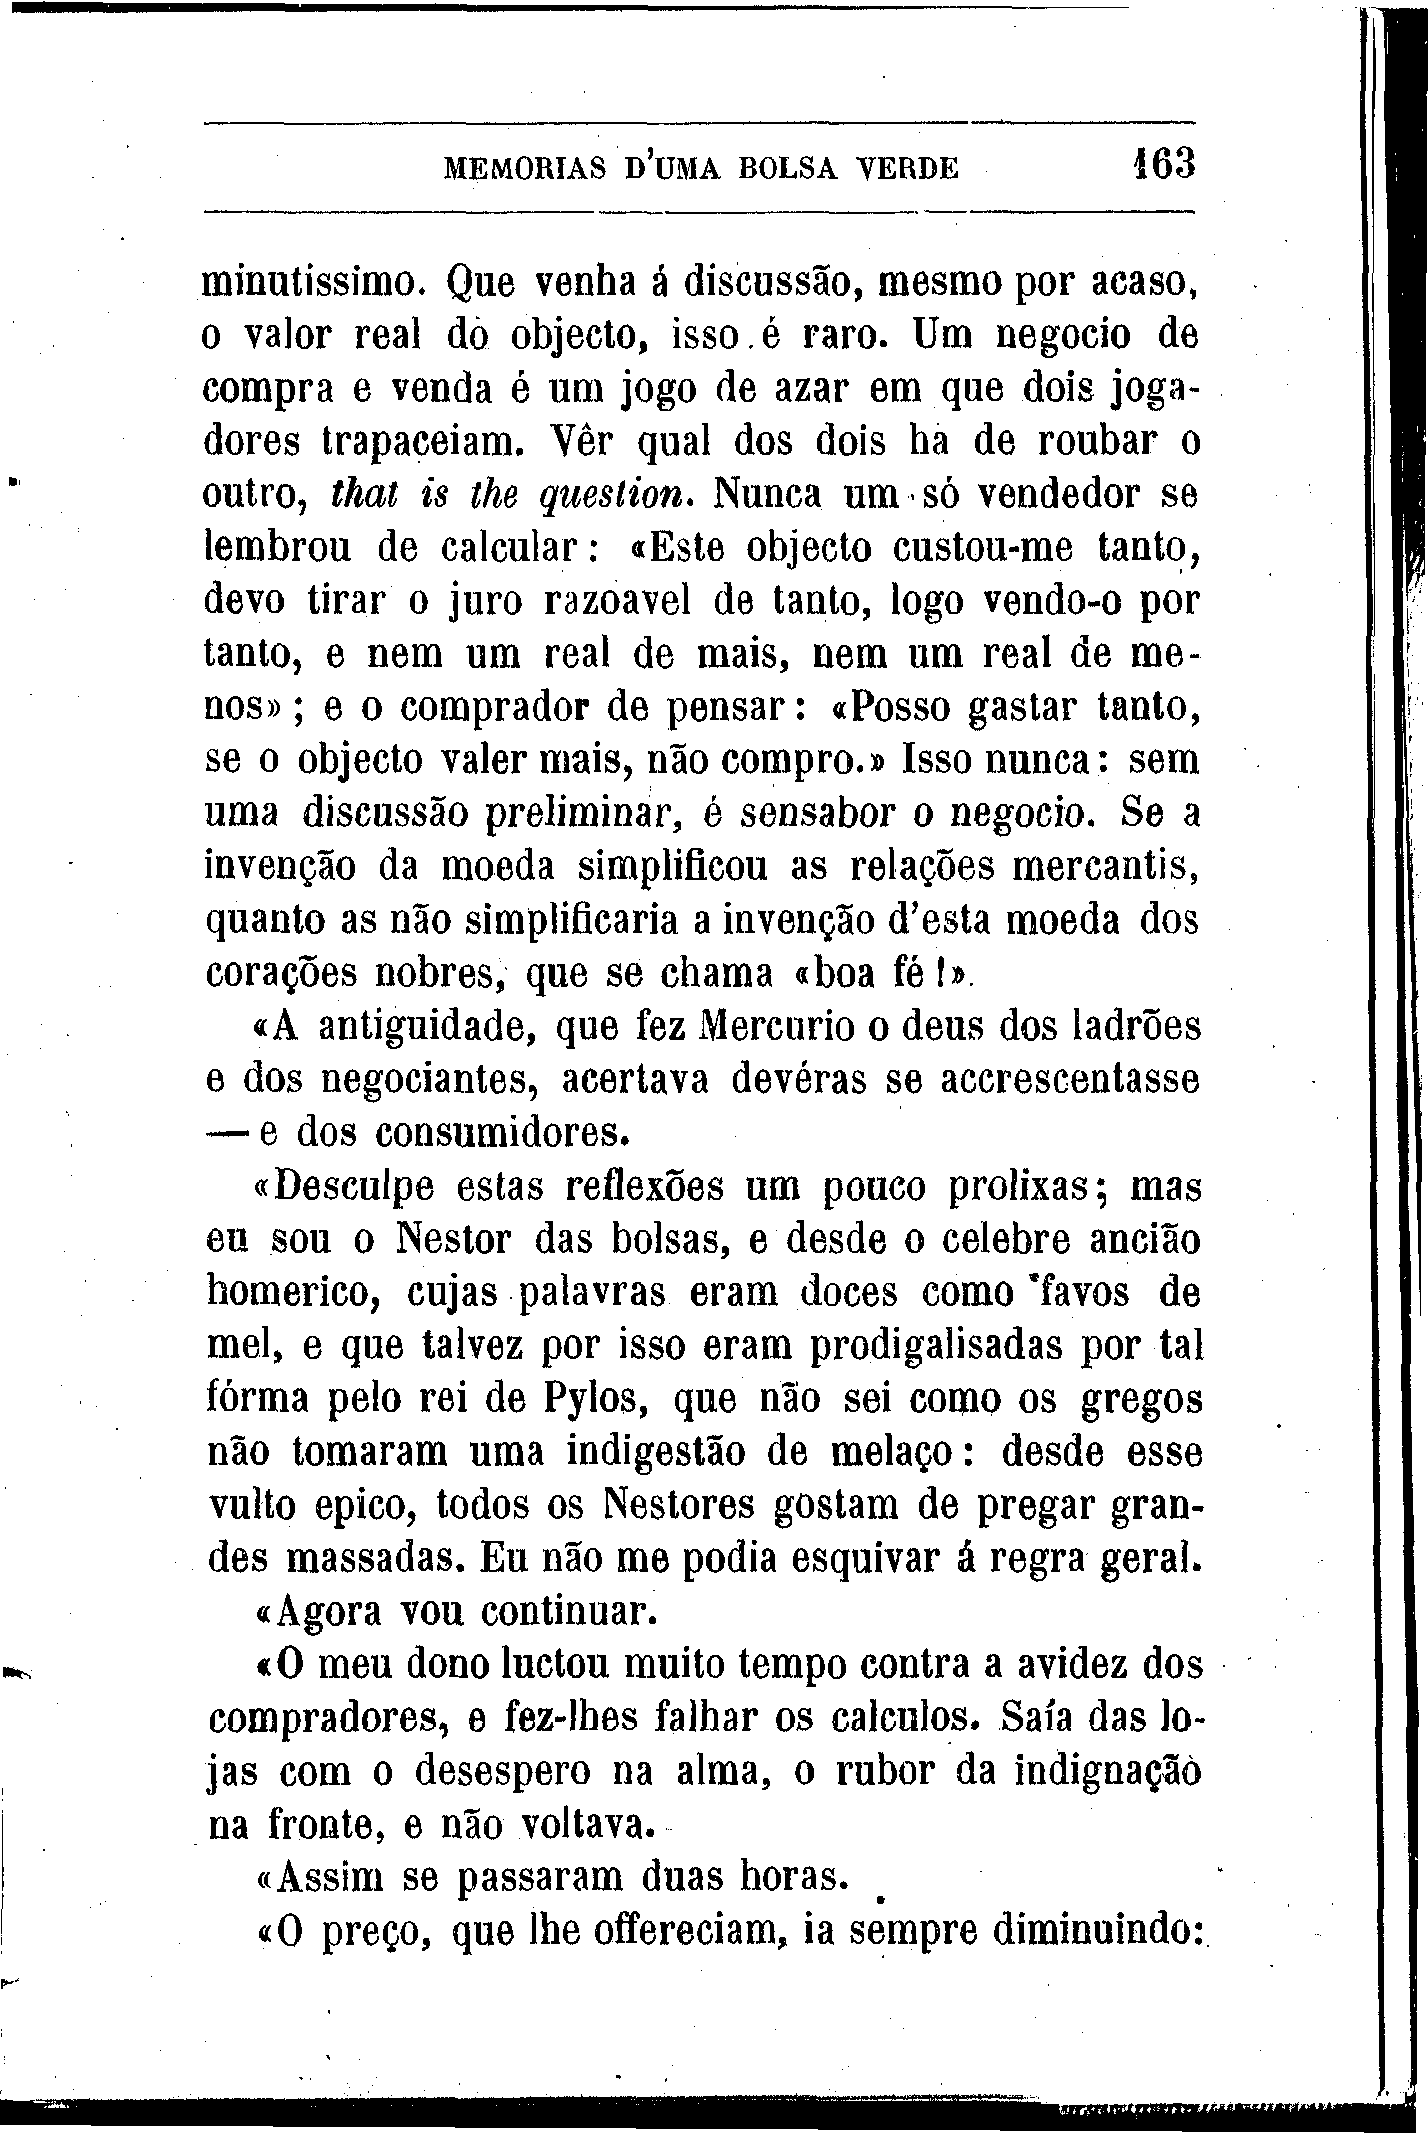 MEMORIAS D'UMA BOLSA VERDE 163
minutissimo. Que venha á discussão, mesmo por acaso,
o valor real do objecto, isso é raro. Um negocio de
compra e venda é um jogo de azar em que dois joga-
dores trapaceiam. Vêr qual dos dois ha de roubar o
outro, that is the question. Nunca um só vendedor se
lembrou de calcular: «Este objecto custou-me tanto,
devo tirar o juro razoavel de tanto, logo vendo-o por
tanto, e nem um real de mais, nem um real de me-
nos»; e o comprador de pensar: «Posso gastar tanto,
se o objecto valer mais, não compro.» Isso nunca: sem
uma discussão preliminar, é sensabor o negocio. Se a
invenção da moeda simplificou as relações mercantis,
quanto as não simplificaria a invenção d'esta moeda dos
corações nobres, que se chama «boa fé!».
«A antiguidade, que fez Mercurio o deus dos ladrões
e dos negociantes, acertava devéras se accrescentasse
— e dos consumidores.
«Desculpe estas reflexões um pouco prolixas; mas
eu sou o Nestor das bolsas, e desde o celebre ancião
homerico, cujas palavras eram doces como favos de
mel, e que talvez por isso eram prodigalisadas por tal
fórma pelo rei de Pylos, que não sei como os gregos
não tomaram uma indigestão de melaço: desde esse
vulto epico, todos os Nestores gostam de pregar gran-
des massadas. Eu não me podia esquivar á regra geral.
«Agora vou continuar.
«O meu dono luctou muito tempo contra a avidez dos
compradores, e fez-lhes falhar os calculos. Saía das lo-
jas com o desespero na alma, o rubor da indignação
na fronte, e não voltava.
«Assim se passaram duas horas.
«O preço, que lhe offereciam, ia sempre diminuindo: